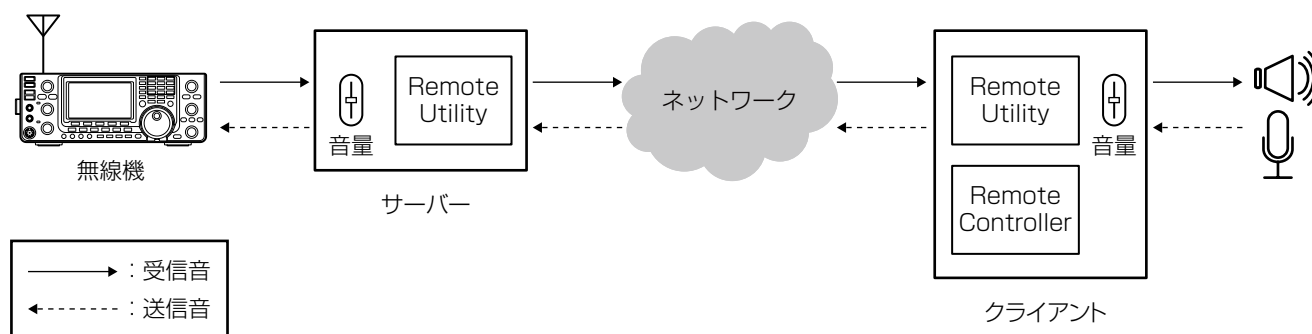 無線機
音量
Remote
Utility
サーバー
ネットワーク
Remote
Utility
音量
Remote
Controller
クライアント
：受信音
：送信音